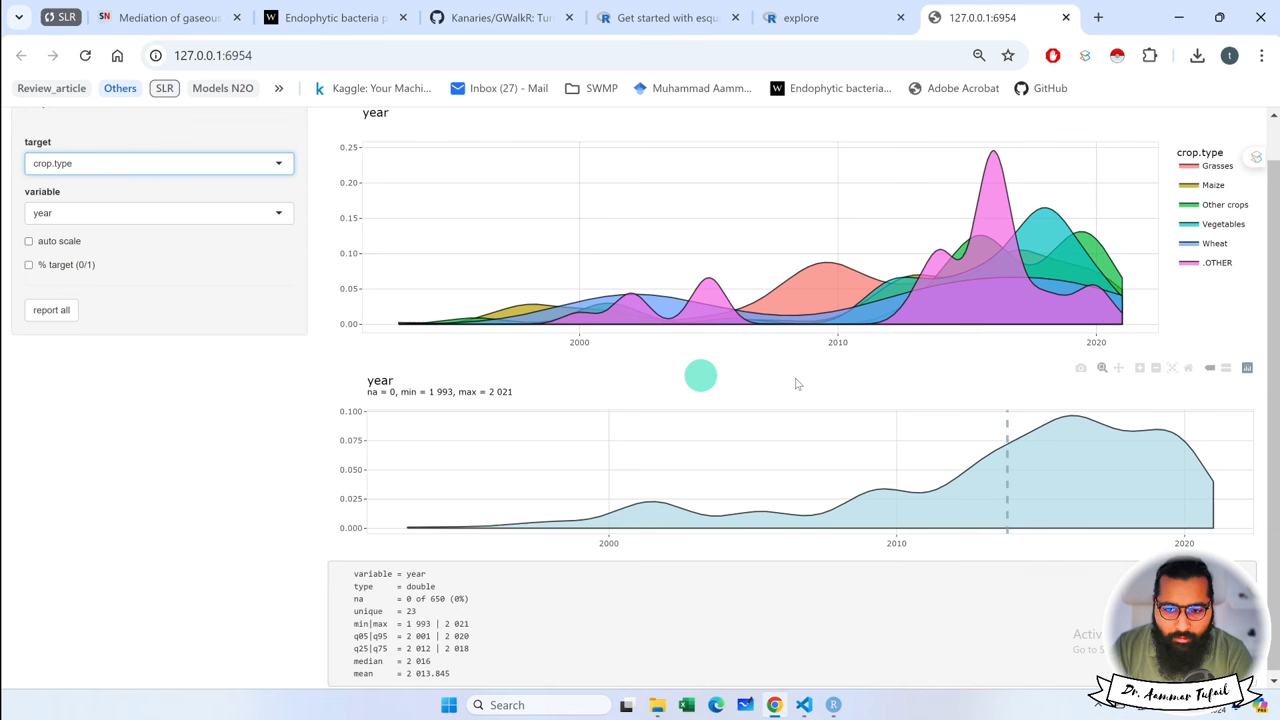 SLR
Mediation of gaseous
Endophytic bacteria p
Kanaries/GWalkR: Tur
Get started with esqu
explore
127.0.0.1:6954
127.0.0.1:6954
Review_article
Others
SLR
Models N2O
Kaggle: Your Machi...
Inbox (27) - Mail
SWMP
Muhammad Aamm...
Endophytic bacteria...
Adobe Acrobat
GitHub
target
crop.type
variable
year
auto scale
% target (0/1)
report all
year
0.25
0.20
0.15
0.10
0.05
0.00
2000
2010
2020
crop.type
Grasses
Maize
Other crops
Vegetables
Wheat
.OTHER
year
na = 0, min = 1 993, max = 2 021
0.100
0.075
0.050
0.025
0.000
2000
2010
2020
variable = year
type = double
na = 0 of 650 (0%)
unique = 23
min|max = 1 993 | 2 021
q05|q95 = 2 001 | 2 020
q25|q75 = 2 012 | 2 018
median = 2 016
mean = 2 013.845
Activ
Go to S
Dr. Aammar Tufail
Search